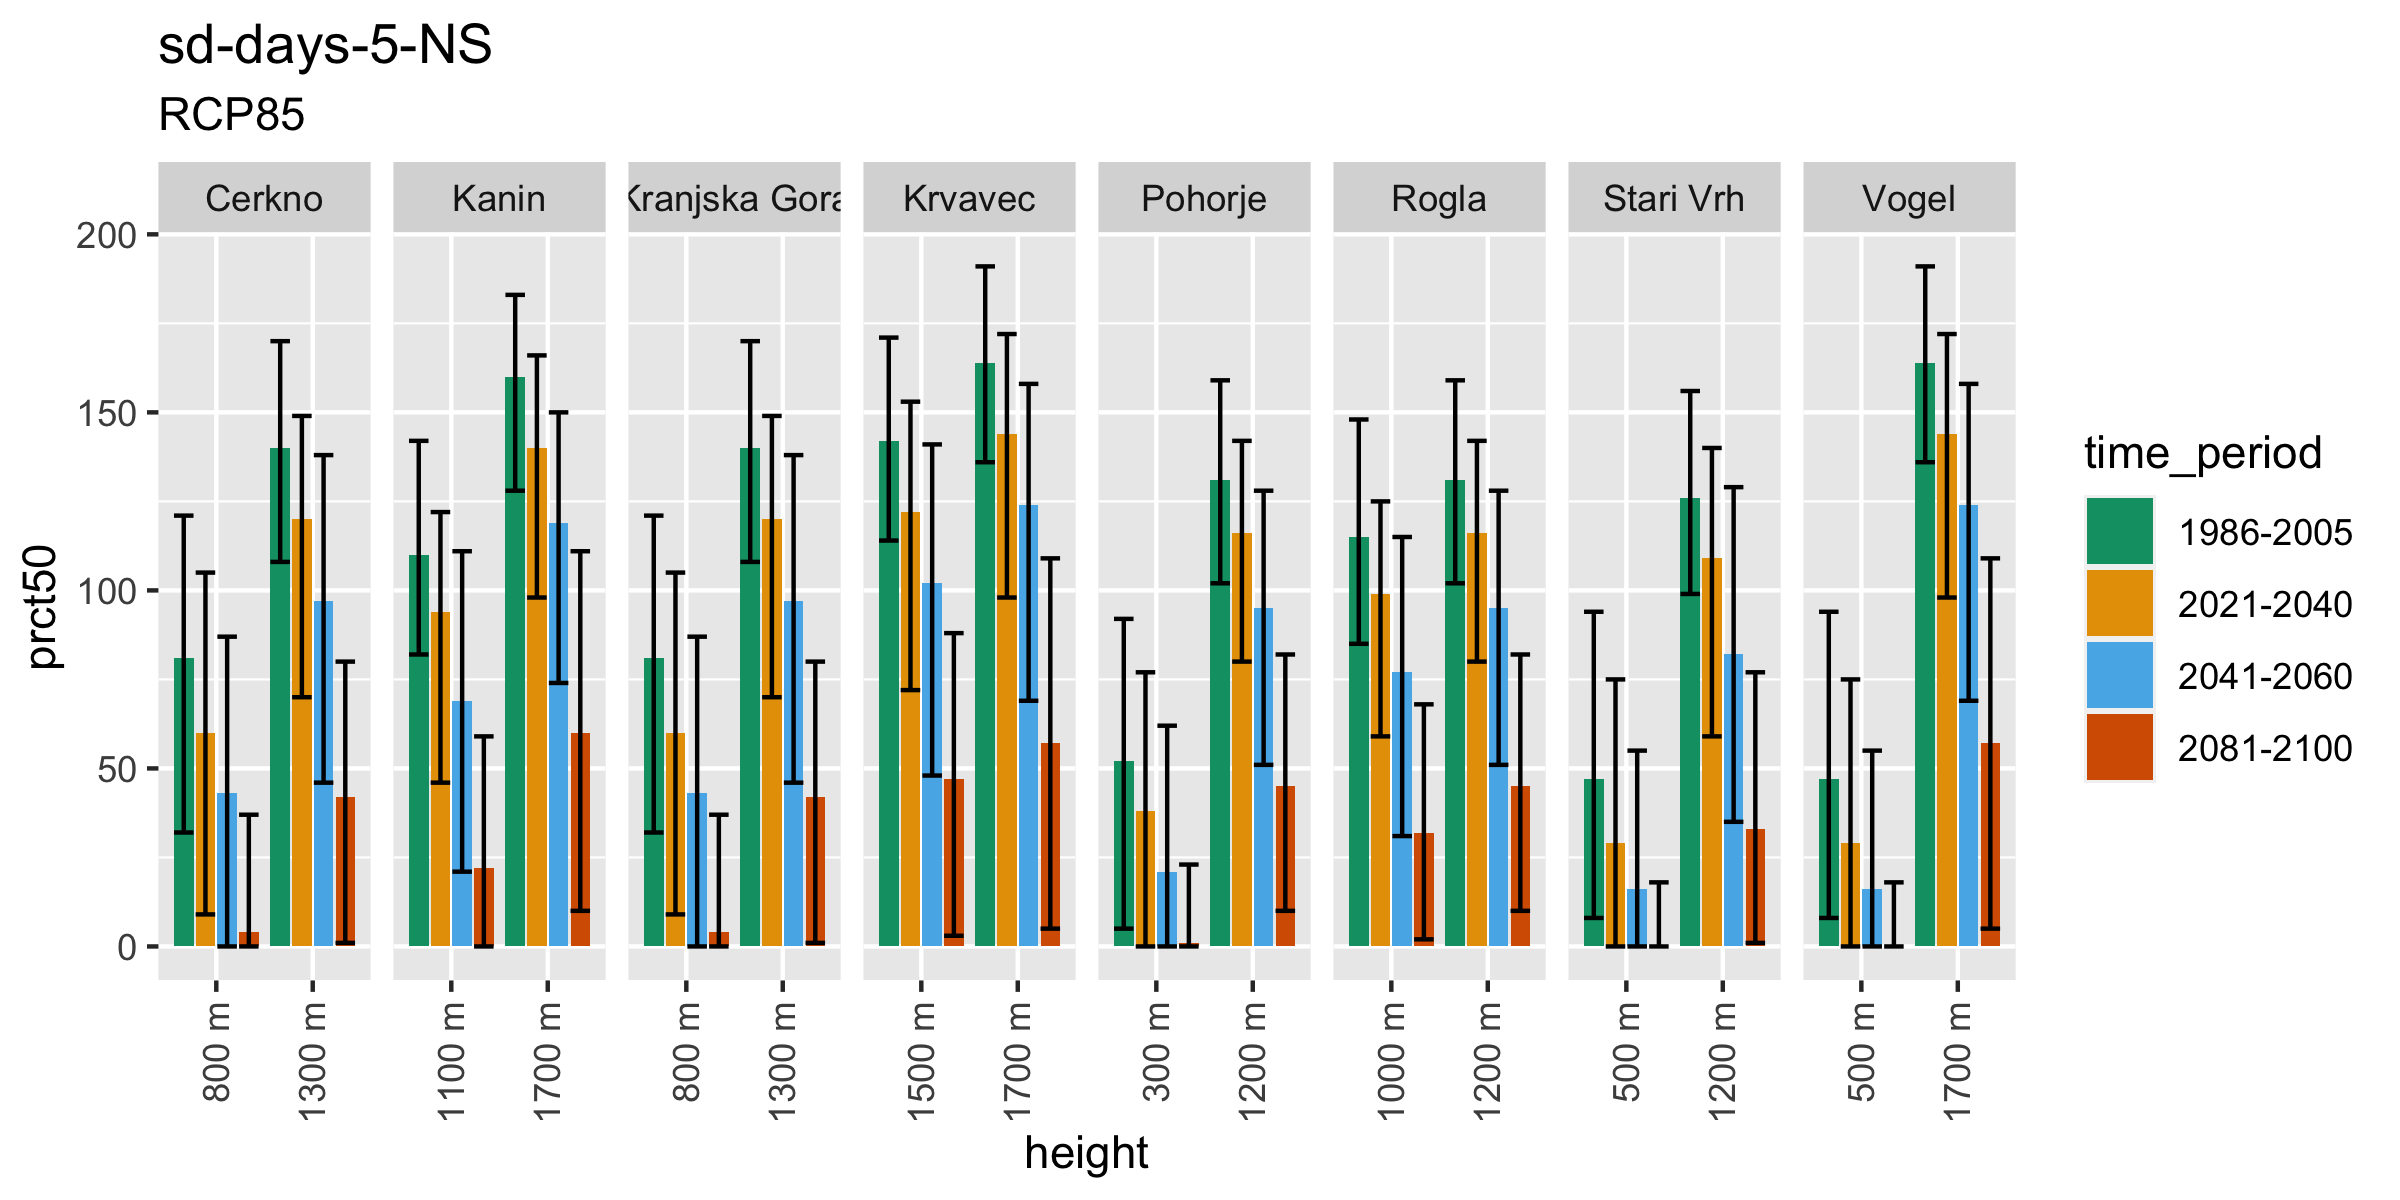 sd-days-5-NS
RCP85
Cerkno Kanin Kranjska Gora Krvavec Pohorje Rogla Stari Vrh Vogel
200
150
100
50
0
prct50
800 m 1300 m 1100 m 1700 m 800 m 1300 m 1500 m 1700 m 300 m 1200 m 1000 m 1200 m 500 m 1200 m 500 m 1700 m
height
time_period
1986-2005
2021-2040
2041-2060
2081-2100